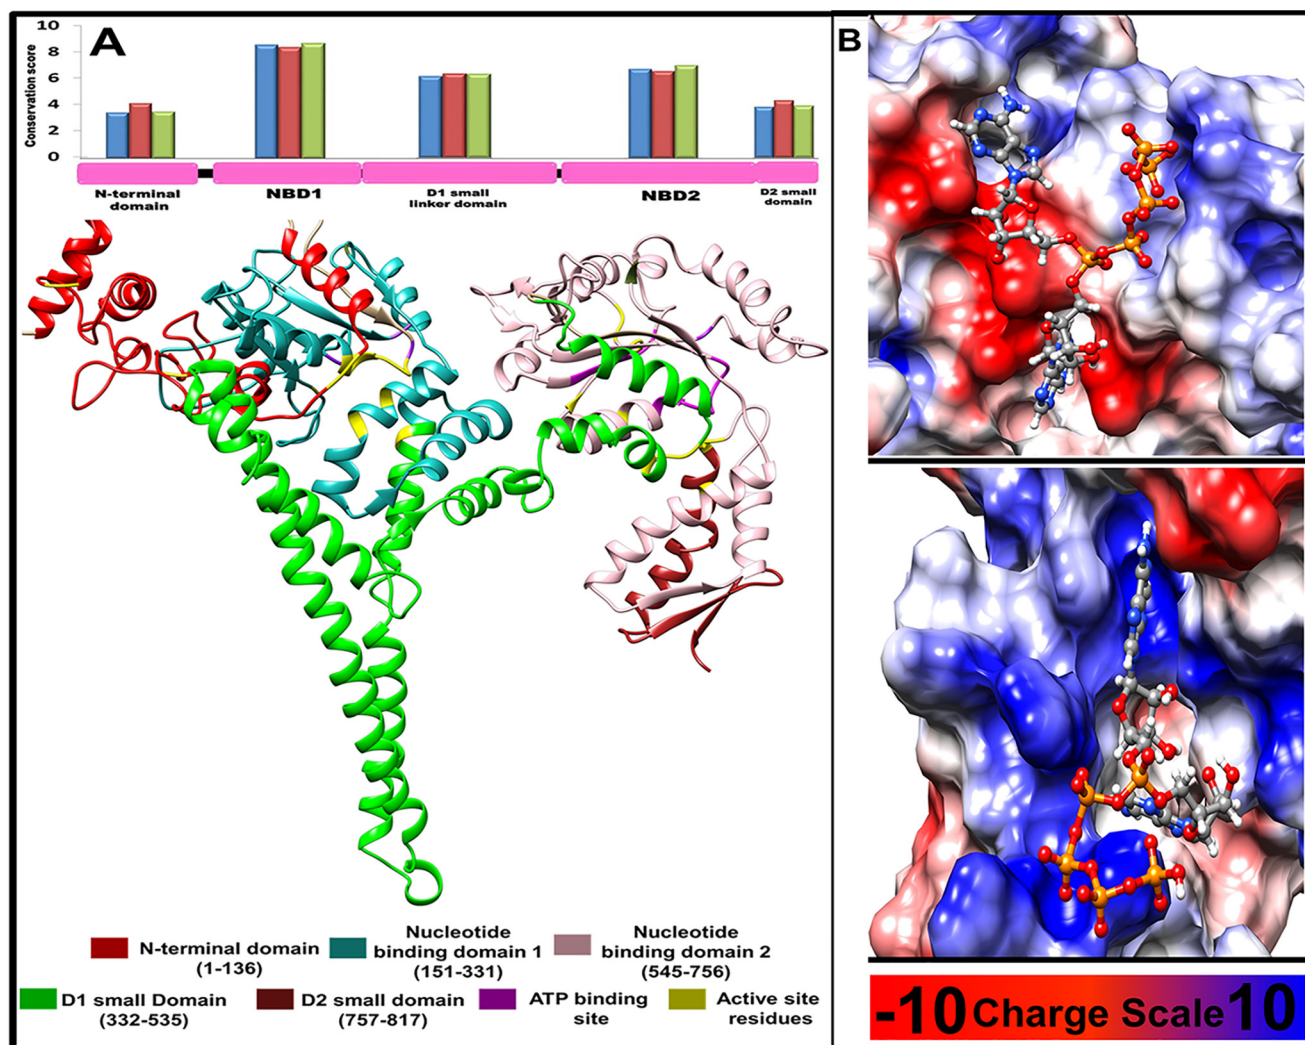 A
Conservation score
10
8
6
4
2
0
N-terminal
domain
NBD1
D1 small
linker domain
NBD2
D2 small
domain
N-terminal domain
(1-136)
Nucleotide
binding domain 1
(151-331)
Nucleotide
binding domain 2
(545-756)
D1 small Domain
(332-535)
D2 small domain
(757-817)
ATP binding
site
Active site
residues
B
-10 Charge Scale 10